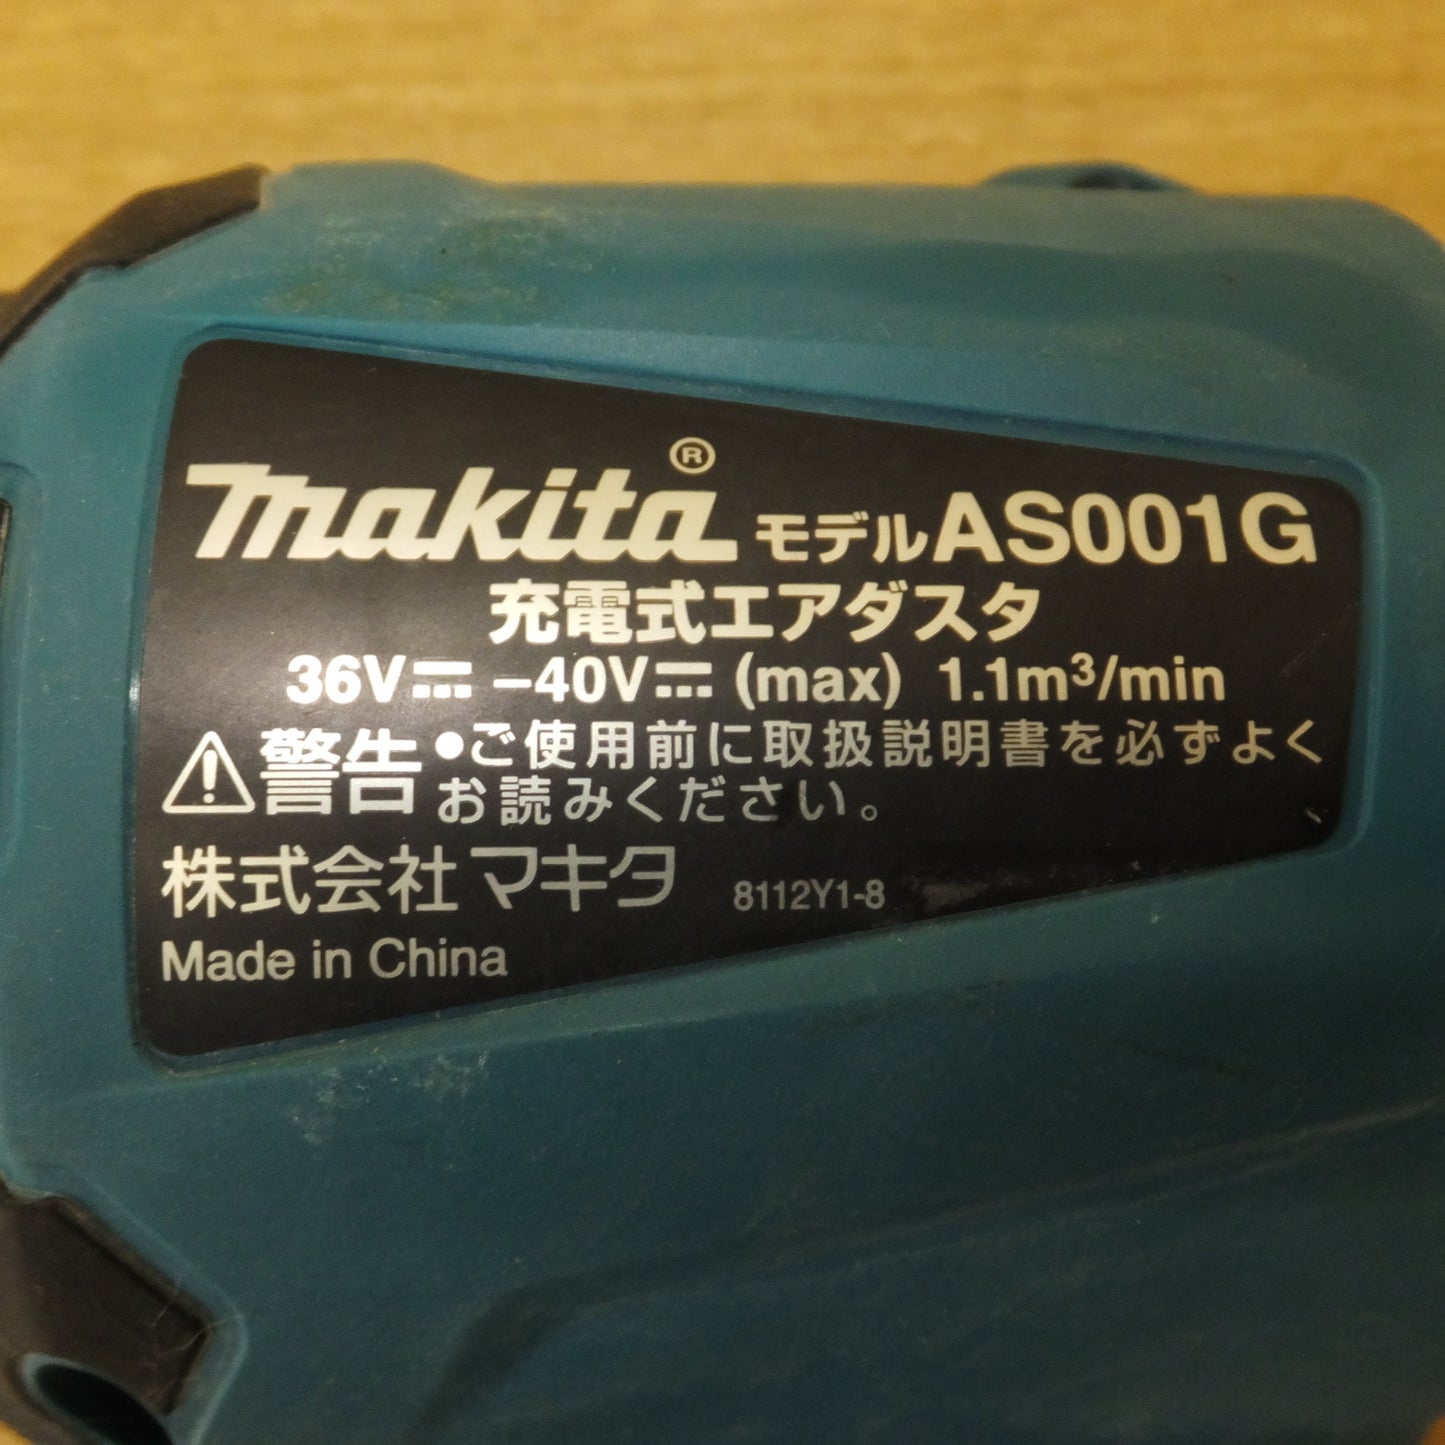 makita® モデルAS001G
充電式エアダスタ
36V⎓ –40V⎓ (max) 1.1m³/min
⚠警告 ●ご使用前に取扱説明書を必ずよく
お読みください。
株式会社マキタ 8112Y1-8
Made in China